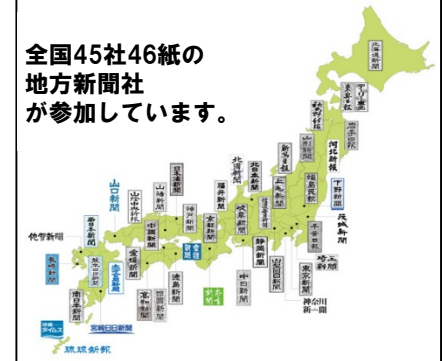 全国45社46紙の
地方新聞社
が参加しています。
北海道新聞
東奥日報
デーリー東北
岩手日報
秋田魁新報
河北新報
山形新聞
福島民報
下野新聞
茨城新聞
新潟日報
上毛新聞
北日本新聞
北國新聞
福井新聞
岐阜新聞
静岡新聞
山梨日日新聞
千葉日報
埼玉新聞
東京新聞
神奈川新聞
中日新聞
京都新聞
神戸新聞
奈良新聞
日本海新聞
山陽新聞
山陰中央新報
中国新聞
山口新聞
愛媛新聞
高知新聞
徳島新聞
西日本新聞
佐賀新聞
長崎新聞
熊本日日新聞
大分合同新聞
南日本新聞
宮崎日日新聞
沖縄タイムス
琉球新報